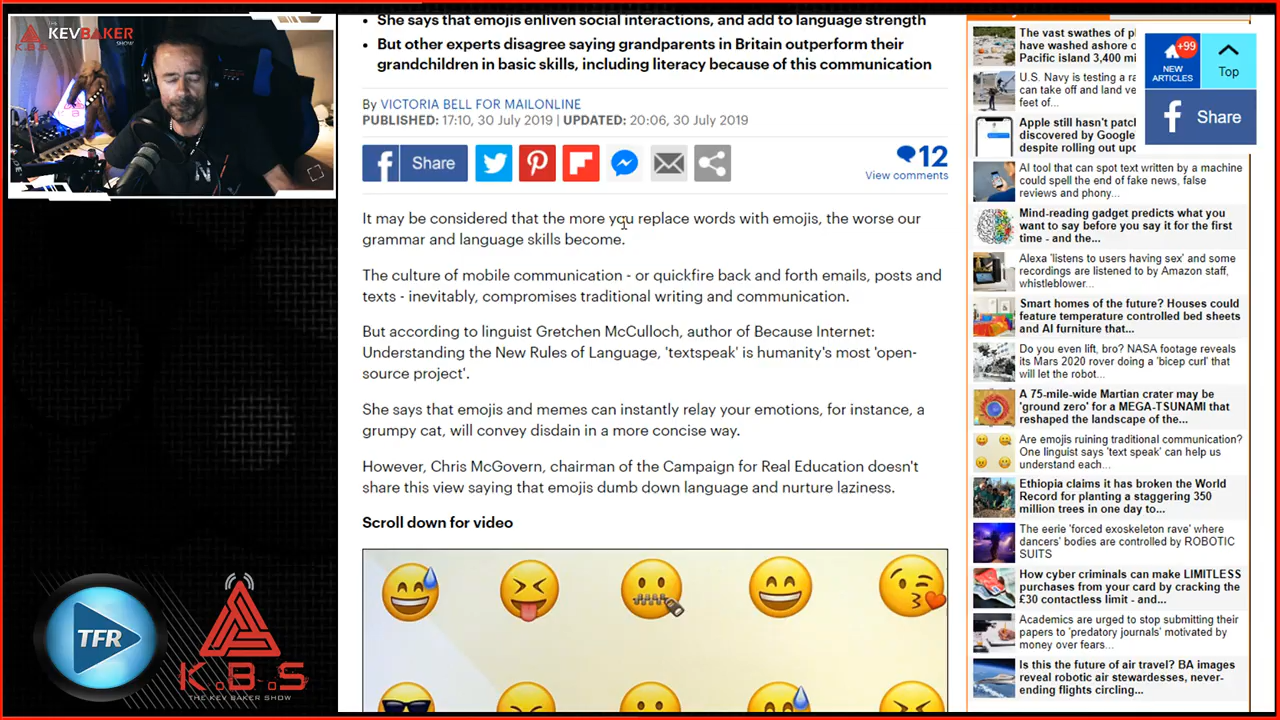 THE
KEVBAKER
SHOW
K.B.S
She says that emojis enliven social interactions, and add to language strength
But other experts disagree saying grandparents in Britain outperform their
grandchildren in basic skills, including literacy because of this communication
By VICTORIA BELL FOR MAILONLINE
PUBLISHED: 17:10, 30 July 2019 | UPDATED: 20:06, 30 July 2019
Share
12
View comments
It may be considered that the more you replace words with emojis, the worse our
grammar and language skills become.
The culture of mobile communication - or quickfire back and forth emails, posts and
texts - inevitably, compromises traditional writing and communication.
But according to linguist Gretchen McCulloch, author of Because Internet:
Understanding the New Rules of Language, 'textspeak' is humanity's most 'open-
source project'.
She says that emojis and memes can instantly relay your emotions, for instance, a
grumpy cat, will convey disdain in a more concise way.
However, Chris McGovern, chairman of the Campaign for Real Education doesn't
share this view saying that emojis dumb down language and nurture laziness.
Scroll down for video
TFR
K.B.S
THE KEV BAKER SHOW
The vast swathes of
have washed ashore
Pacific island 3,400 mi
U.S. Navy is testing a
can take off and land
feet of...
Apple still hasn't
discovered by Google
despite rolling out
AI tool that can spot text written by a machine
could spell the end of fake news, false
reviews and phony...
Mind-reading gadget predicts what you
want to say before you say it for the first
time - and the...
Alexa 'listens to users having sex' and some
recordings are listened to by Amazon staff,
whistleblower...
Smart homes of the future? Houses could
feature temperature controlled bed sheets
and AI furniture that...
Do you even lift, bro? NASA footage reveals
its Mars 2020 rover doing a 'bicep curl' that
will let the robot...
A 75-mile-wide Martian crater may be
'ground zero' for a MEGA-TSUNAMI that
reshaped the landscape of the...
Are emojis ruining traditional communication?
One linguist says 'text speak' can help us
understand each...
Ethiopia claims it has broken the World
Record for planting a staggering 350
million trees in one day to...
The eerie 'forced exoskeleton rave' where
dancers' bodies are controlled by ROBOTIC
SUITS
How cyber criminals can make LIMITLESS
purchases from your card by cracking the
£30 contactless limit - and...
Academics are urged to stop submitting their
papers to 'predatory journals' motivated by
money over fears...
Is this the future of air travel? BA images
reveal robotic air stewardesses, never-
ending flights circling...
+99
NEW
ARTICLES
Top
Share